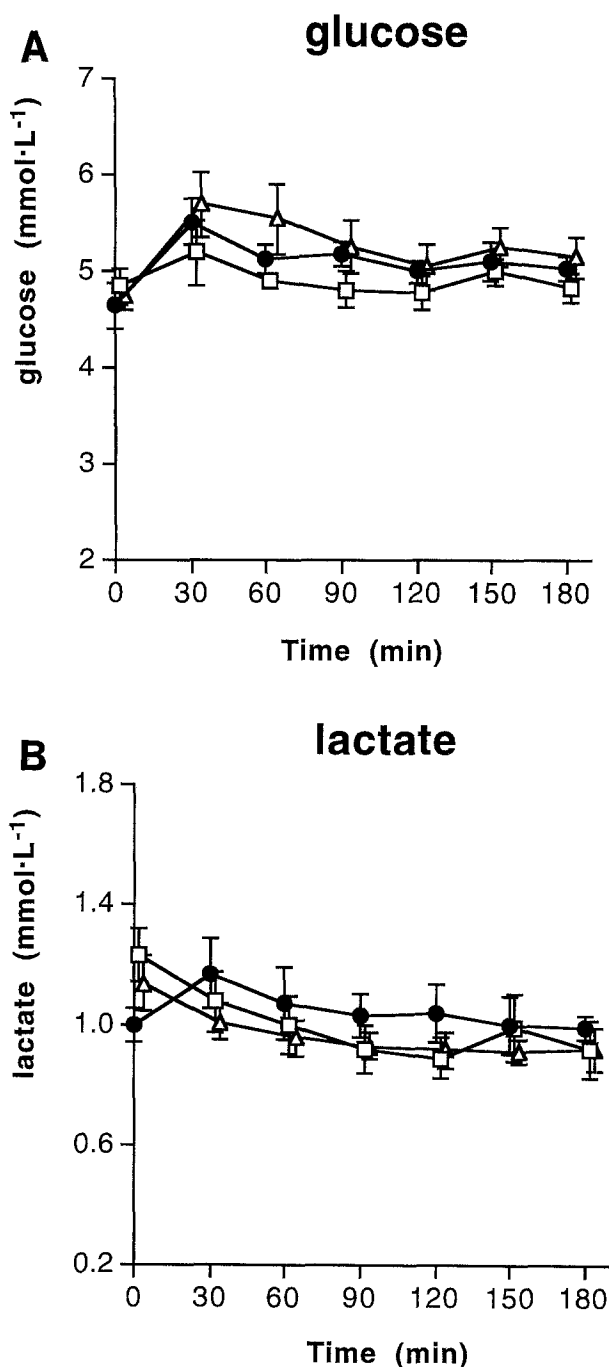 A
glucose
glucose (mmol·L⁻¹)
7
6
5
4
3
2
0 30 60 90 120 150 180
Time (min)
B
lactate
lactate (mmol·L⁻¹)
1.8
1.4
1.0
0.6
0.2
0 30 60 90 120 150 180
Time (min)